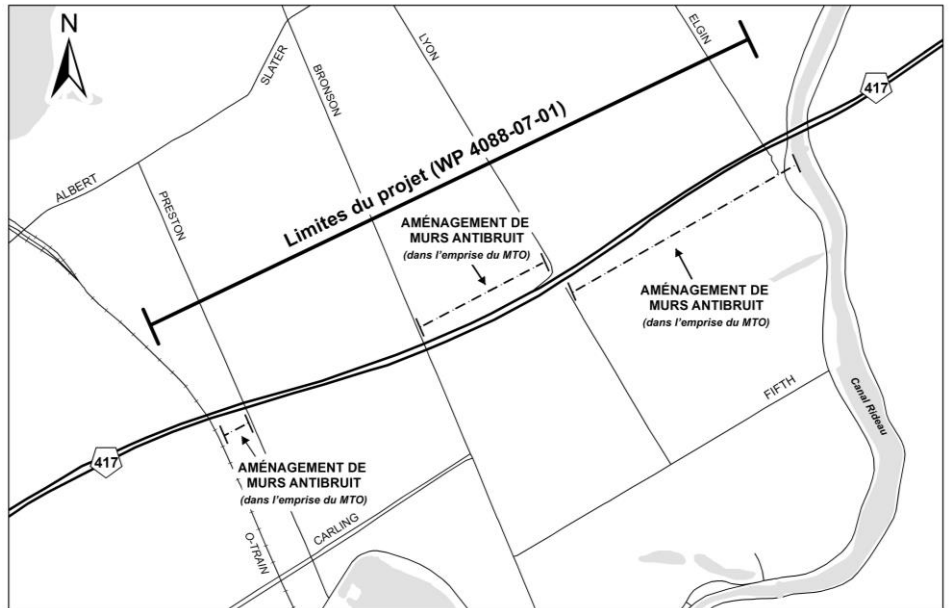 N
SLATER
BRONSON
LYON
ELGIN
417
ALBERT
PRESTON
Limites du projet (WP 4088-07-01)
AMÉNAGEMENT DE
MURS ANTIBRUIT
(dans l'emprise du MTO)
AMÉNAGEMENT DE
MURS ANTIBRUIT
(dans l'emprise du MTO)
FIFTH
Canal Rideau
417
AMÉNAGEMENT DE
MURS ANTIBRUIT
(dans l'emprise du MTO)
O-TRAIN
CARLING